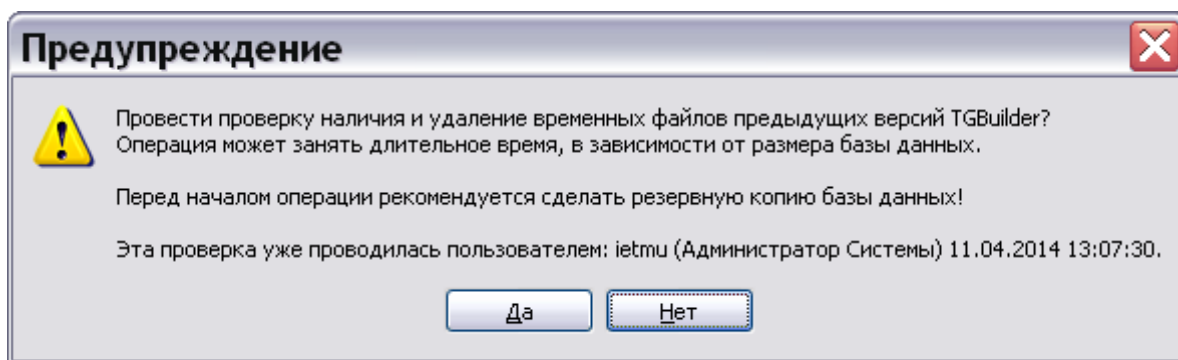 Предупреждение
Провести проверку наличия и удаление временных файлов предыдущих версий TGBuilder?
Операция может занять длительное время, в зависимости от размера базы данных.
Перед началом операции рекомендуется сделать резервную копию базы данных!
Эта проверка уже проводилась пользователем: ietmu (Администратор Системы) 11.04.2014 13:07:30.
Да
Нет